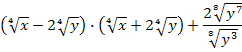 (∜x − 2∜y) · (∜x + 2∜y) + 2⁸√y⁷ / ⁸√y³